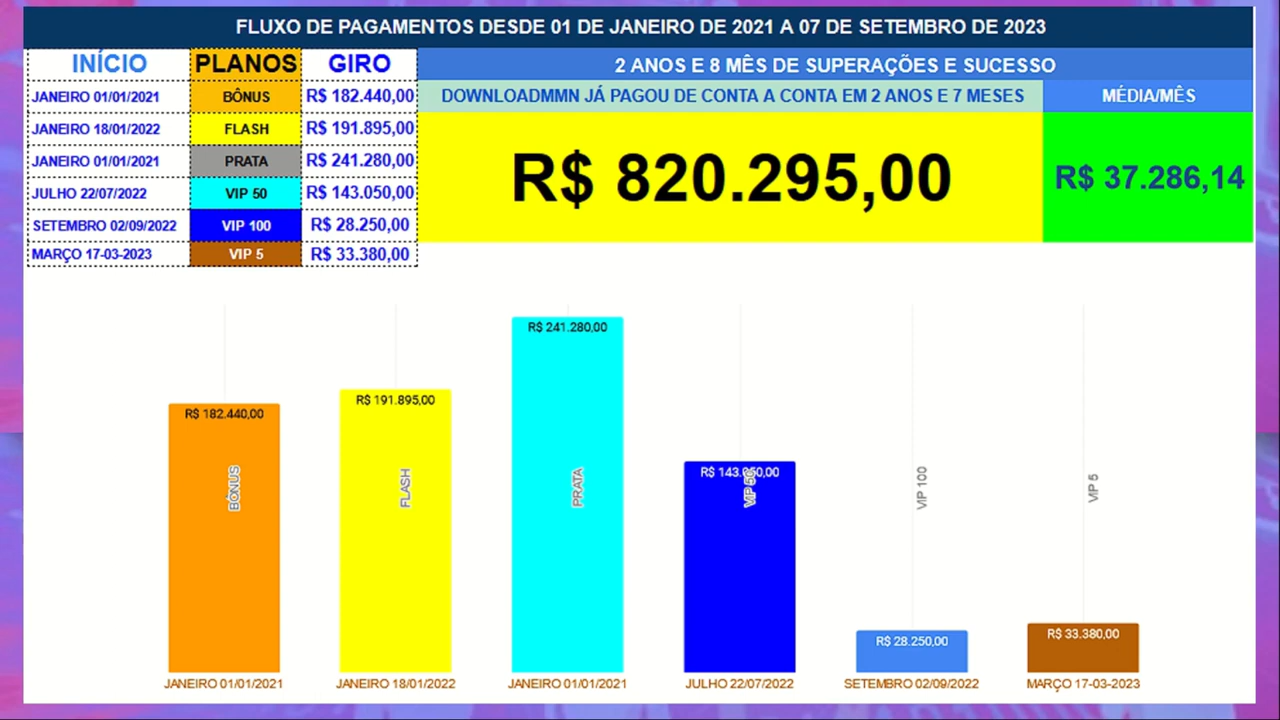 FLUXO DE PAGAMENTOS DESDE 01 DE JANEIRO DE 2021 A 07 DE SETEMBRO DE 2023
INÍCIO PLANOS GIRO 2 ANOS E 8 MÊS DE SUPERAÇÕES E SUCESSO
JANEIRO 01/01/2021 BÔNUS R$ 182.440,00 DOWNLOADMMN JÁ PAGOU DE CONTA A CONTA EM 2 ANOS E 7 MESES MÉDIA/MÊS
JANEIRO 18/01/2022 FLASH R$ 191.895,00
JANEIRO 01/01/2021 PRATA R$ 241.280,00
R$ 820.295,00 R$ 37.286,14
JULHO 22/07/2022 VIP 50 R$ 143.050,00
SETEMBRO 02/09/2022 VIP 100 R$ 28.250,00
MARÇO 17-03-2023 VIP 5 R$ 33.380,00
R$ 241.280,00
R$ 191.895,00
R$ 182.440,00
R$ 143.050,00
BÔNUS FLASH PRATA VIP 50 VIP 100 VIP 5
R$ 28.250,00 R$ 33.380,00
JANEIRO 01/01/2021 JANEIRO 18/01/2022 JANEIRO 01/01/2021 JULHO 22/07/2022 SETEMBRO 02/09/2022 MARÇO 17-03-2023